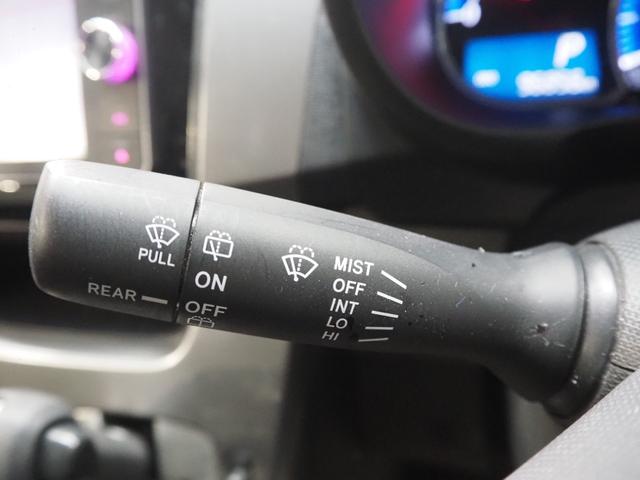 PULL
REAR
ON
OFF
MIST
OFF
INT
LO
HI
P